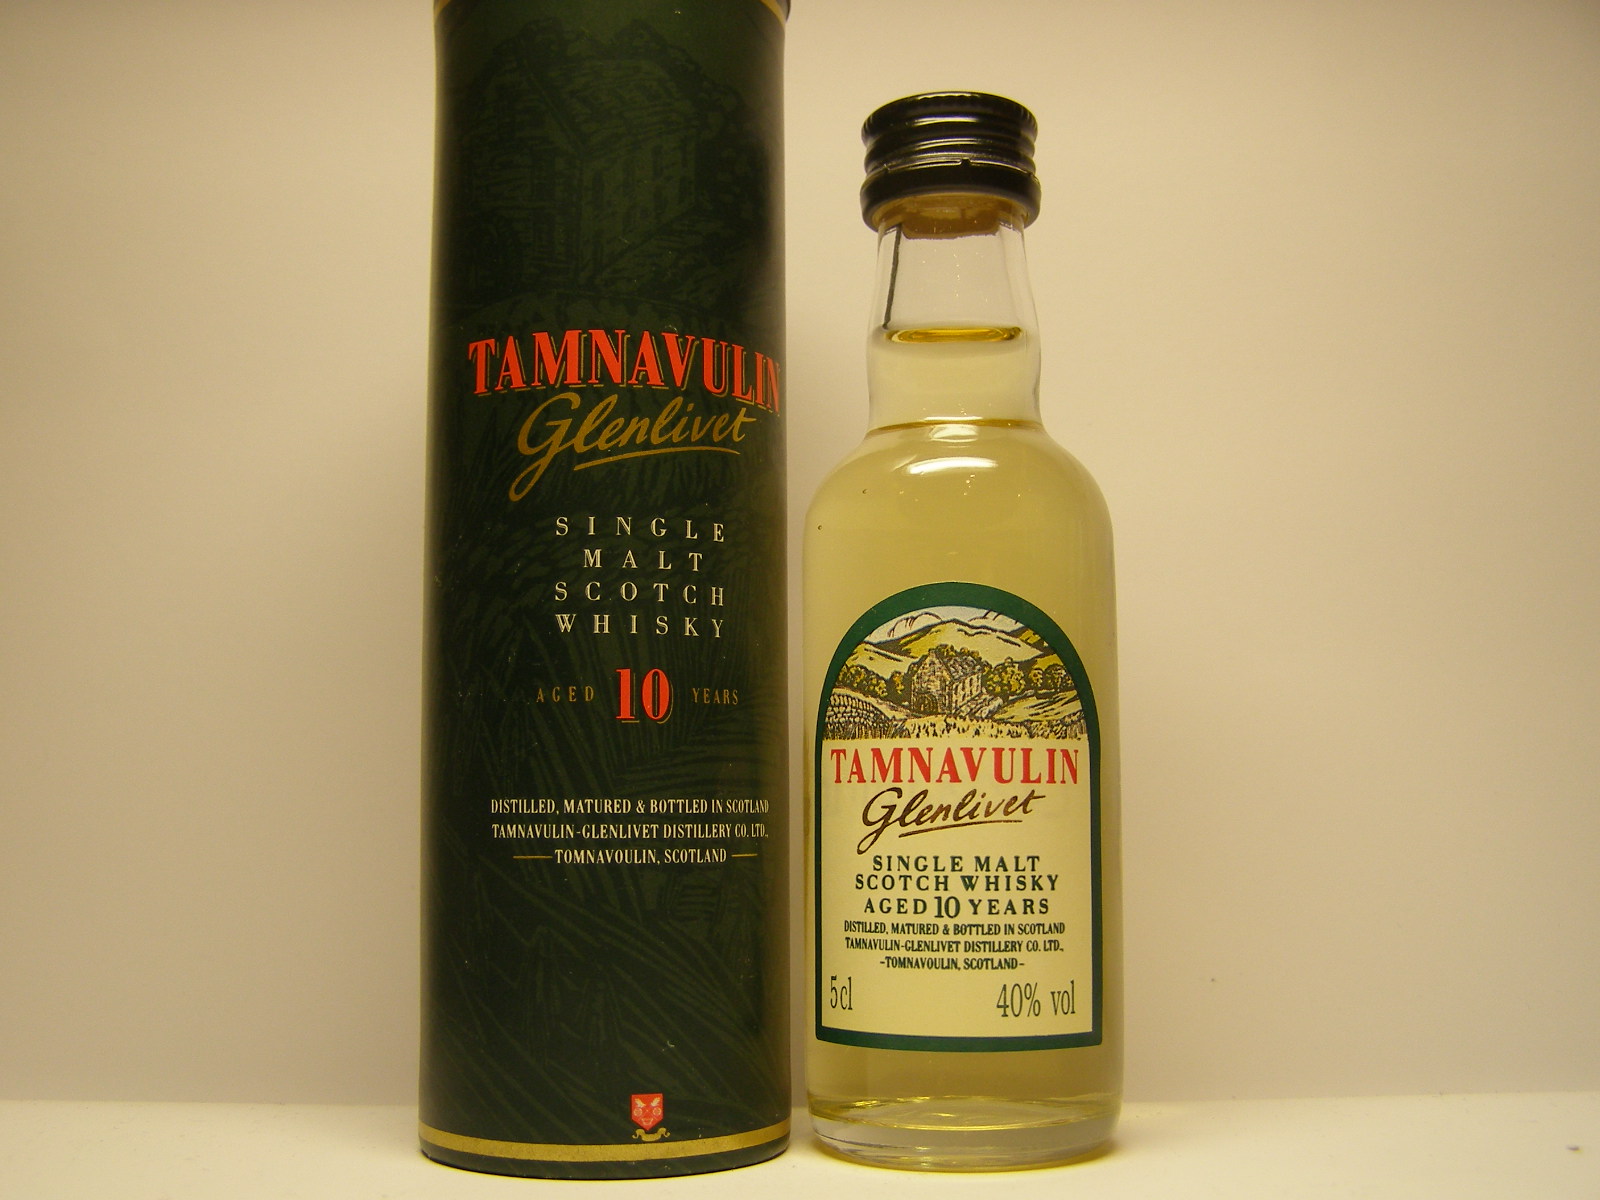 TAMNAVULIN
Glenlivet
SINGLE
MALT
SCOTCH
WHISKY
AGED 10 YEARS
DISTILLED, MATURED & BOTTLED IN SCOTLAND
TAMNAVULIN-GLENLIVET DISTILLERY CO. LTD.,
TOMNAVOULIN, SCOTLAND
TAMNAVULIN
Glenlivet
SINGLE MALT
SCOTCH WHISKY
AGED 10 YEARS
DISTILLED, MATURED & BOTTLED IN SCOTLAND
TAMNAVULIN-GLENLIVET DISTILLERY CO. LTD.,
-TOMNAVOULIN, SCOTLAND-
5cl 40% vol